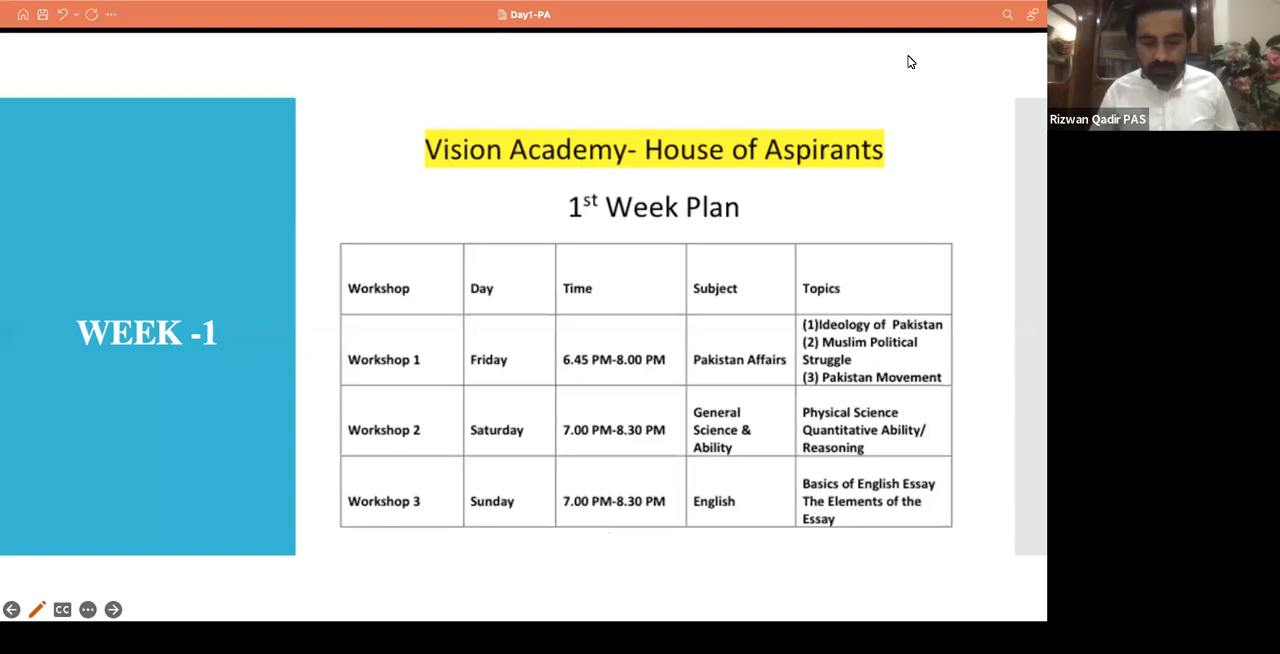 Day1-PA
Rizwan Qadir PAS
Vision Academy- House of Aspirants
1st Week Plan
WEEK -1
Workshop Day Time Subject Topics
Workshop 1 Friday 6.45 PM-8.00 PM Pakistan Affairs
(1)Ideology of Pakistan
(2) Muslim Political
Struggle
(3) Pakistan Movement
Workshop 2 Saturday 7.00 PM-8.30 PM
General
Science &
Ability
Physical Science
Quantitative Ability/
Reasoning
Workshop 3 Sunday 7.00 PM-8.30 PM English
Basics of English Essay
The Elements of the
Essay
CC